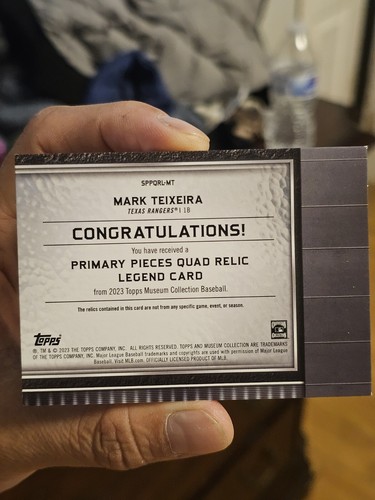 SPPQRL-MT
MARK TEIXEIRA
TEXAS RANGERS® | 1B
CONGRATULATIONS!
You have received a
PRIMARY PIECES QUAD RELIC
LEGEND CARD
from 2023 Topps Museum Collection Baseball.
The relics contained in this card are not from any specific game, event, or season.
Topps
®, TM & © 2023 THE TOPPS COMPANY, INC. ALL RIGHTS RESERVED. TOPPS AND MUSEUM COLLECTION ARE TRADEMARKS
OF THE TOPPS COMPANY, INC. Major League Baseball trademarks and copyrights are used with permission of Major League
Baseball. Visit MLB.com. OFFICIALLY LICENSED PRODUCT OF MLB.